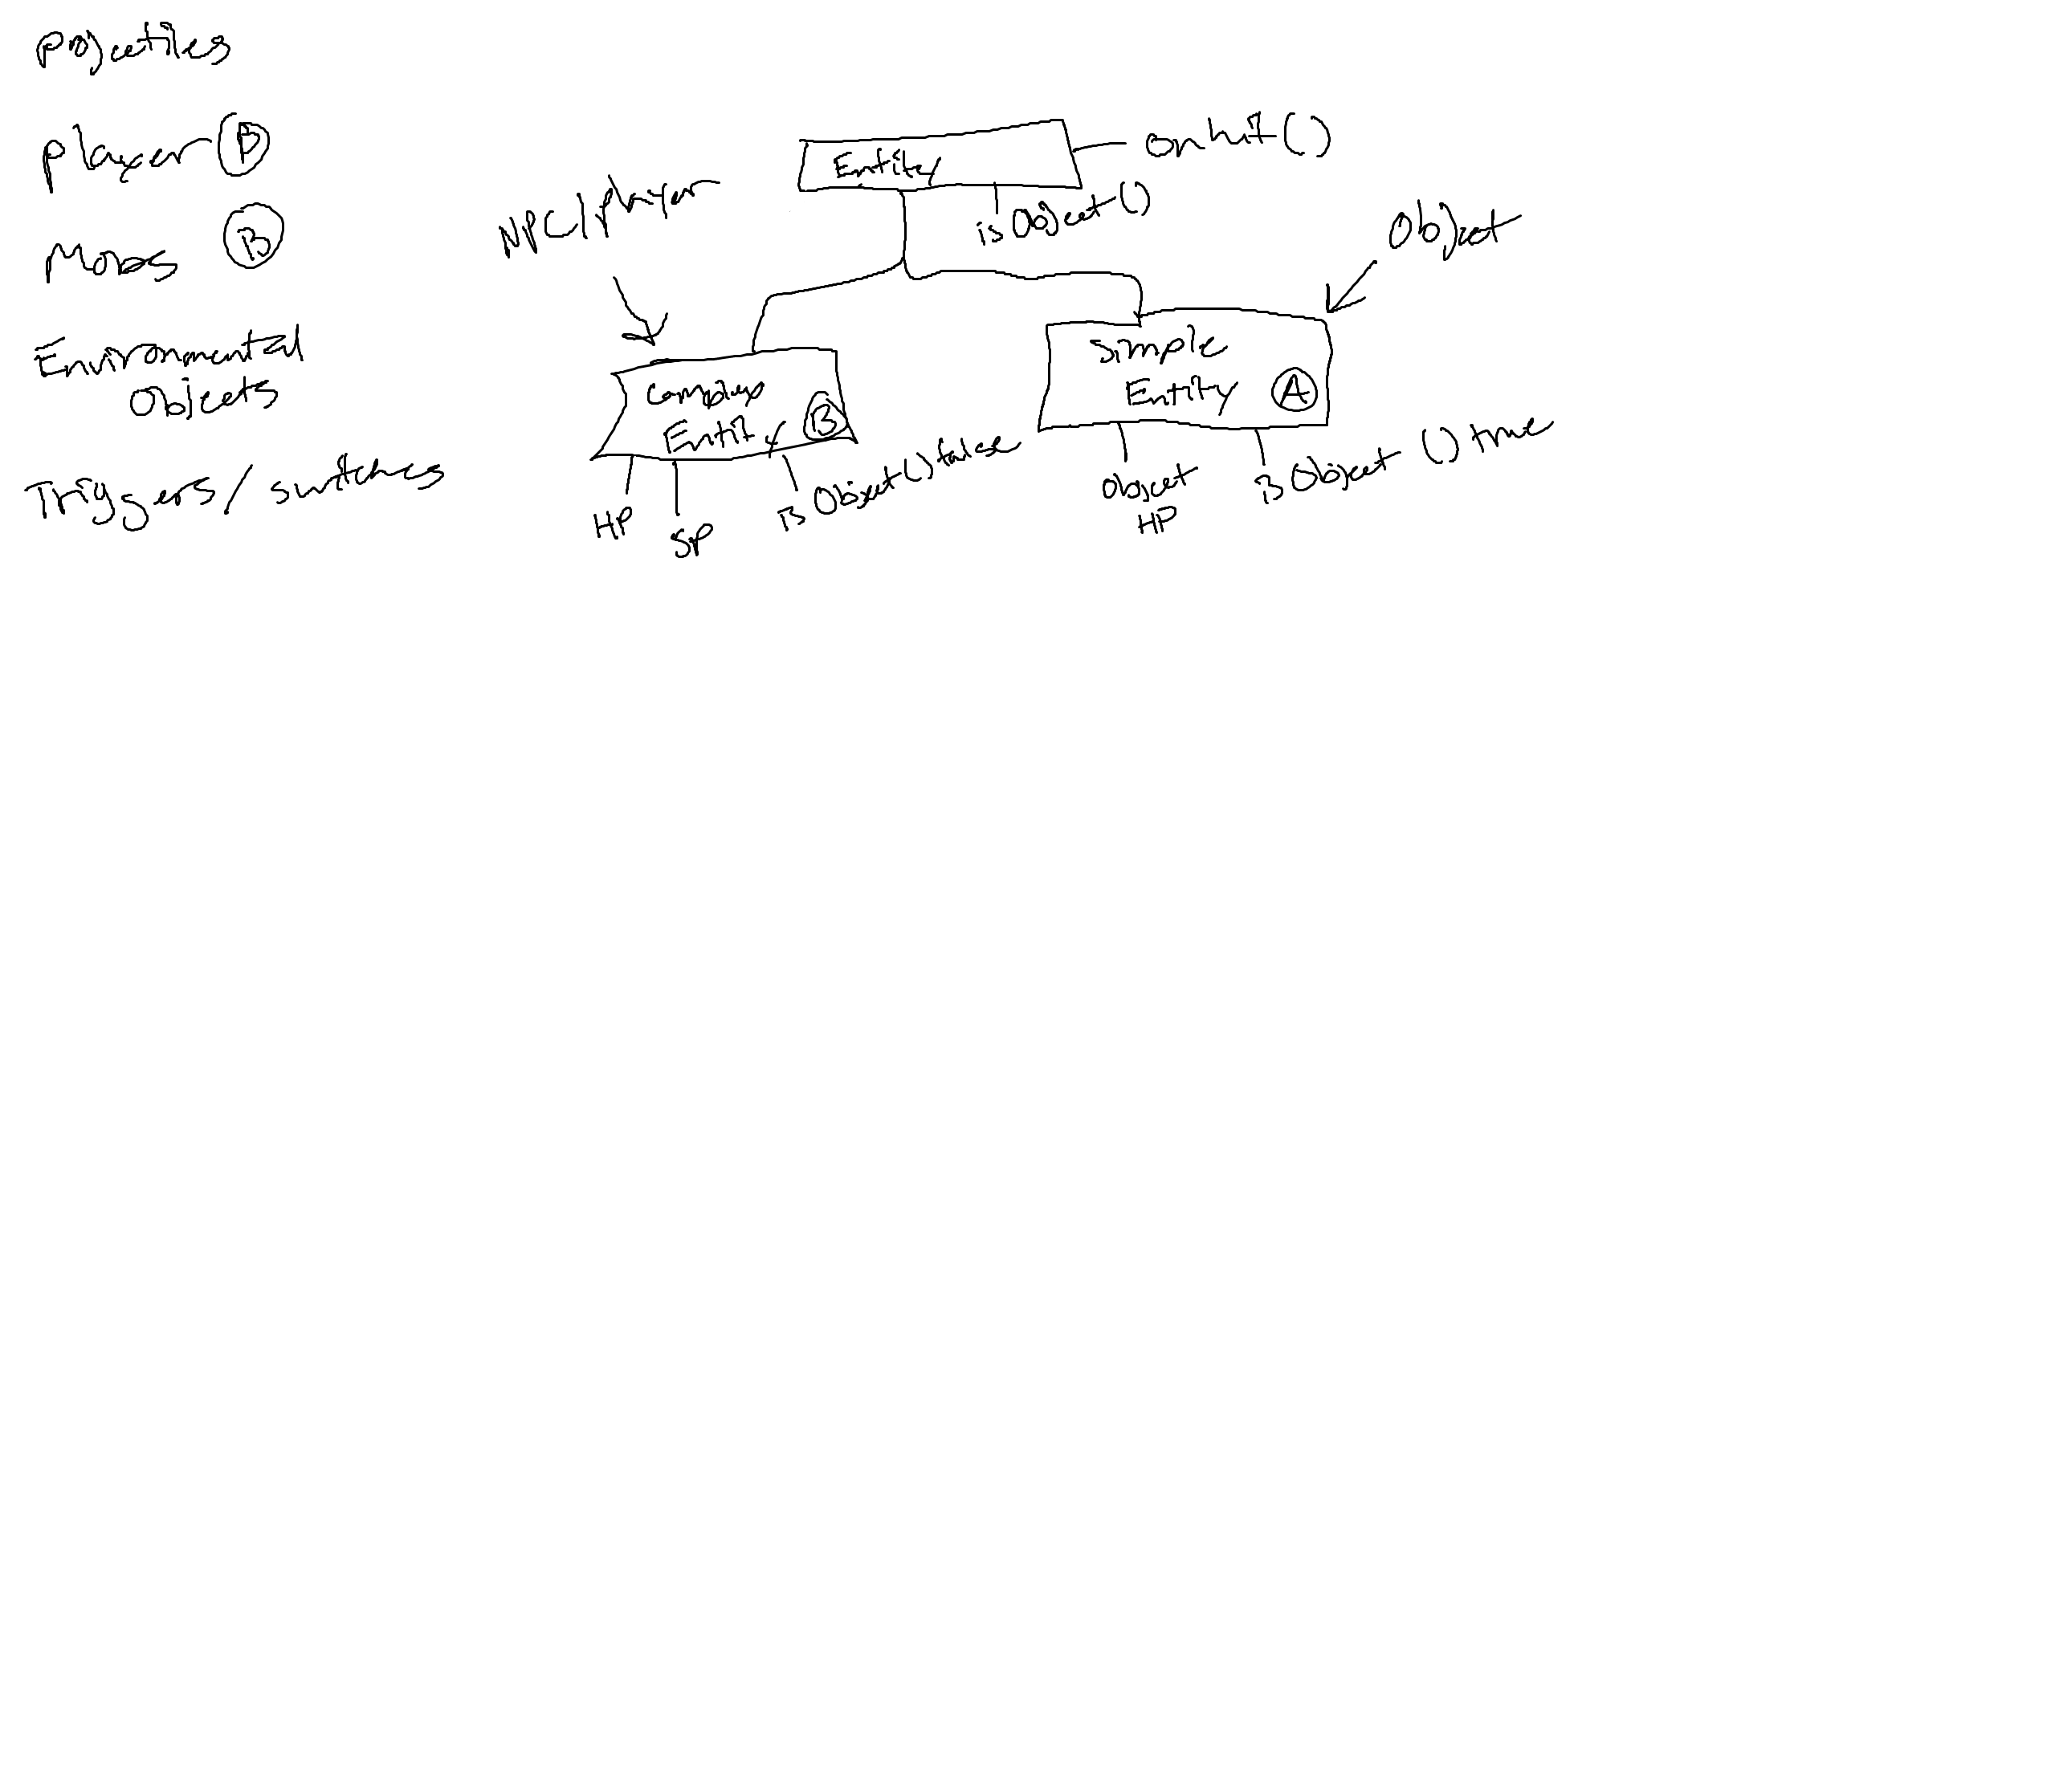 Projectiles
Player B
Mobs B
Environmental
Objects
Triggers / switches
Entity
onhit()
isObject()
NPC/Player
Object
Complex
Entity B
HP
SP
isObject() false
Simple
Entity A
Object
HP
isObject() true